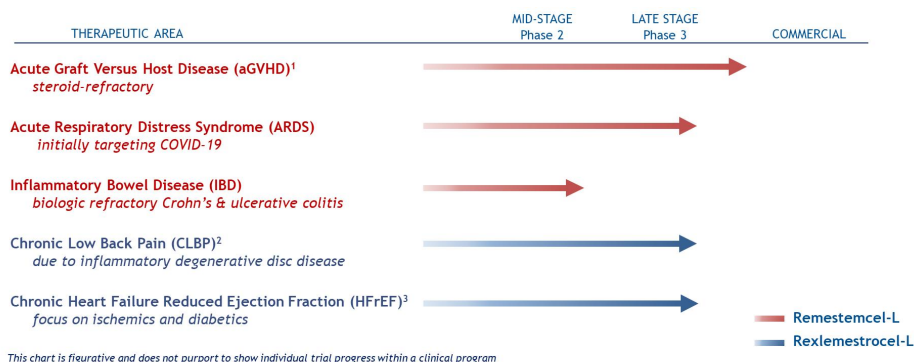 THERAPEUTIC AREA
MID-STAGE
Phase 2
LATE STAGE
Phase 3
COMMERCIAL
Acute Graft Versus Host Disease (aGVHD)¹
steroid-refractory
Acute Respiratory Distress Syndrome (ARDS)
initially targeting COVID-19
Inflammatory Bowel Disease (IBD)
biologic refractory Crohn's & ulcerative colitis
Chronic Low Back Pain (CLBP)²
due to inflammatory degenerative disc disease
Chronic Heart Failure Reduced Ejection Fraction (HFrEF)³
focus on ischemics and diabetics
Remestemcel-L
Rexlemestrocel-L
This chart is figurative and does not purport to show individual trial progress within a clinical program